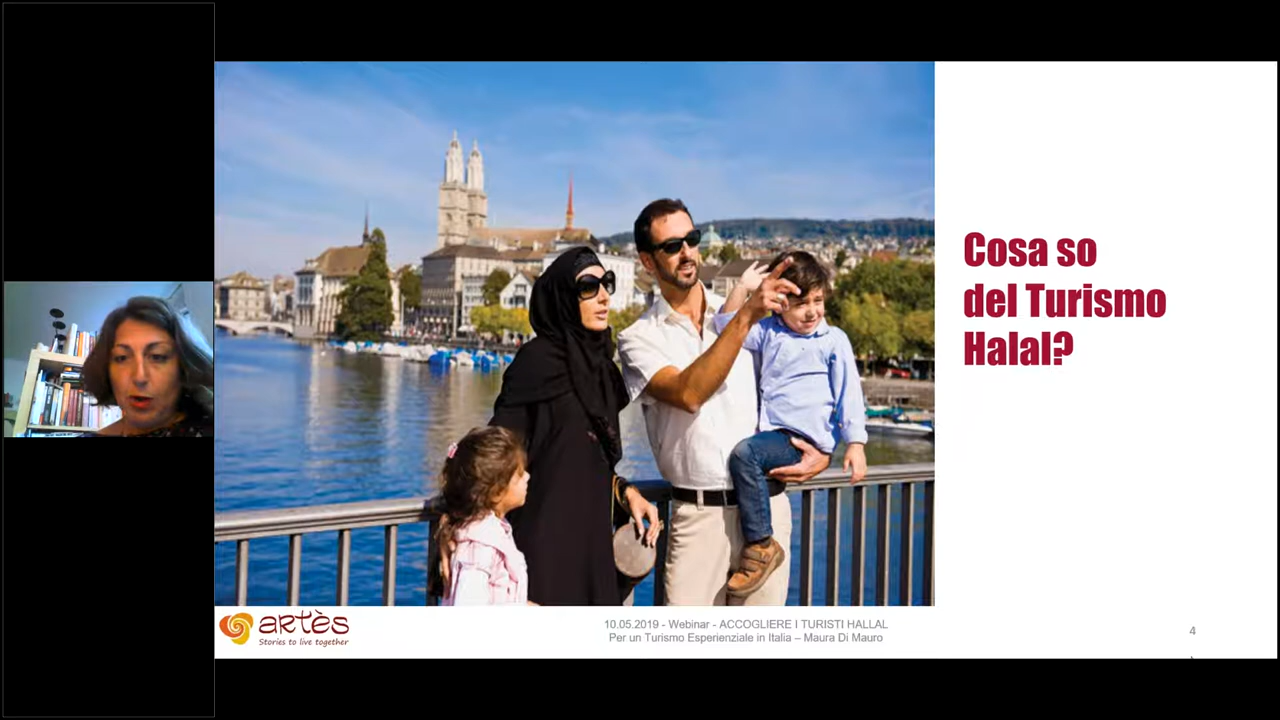 Cosa so
del Turismo
Halal?
artès
Stories to live together
10.05.2019 - Webinar - ACCOGLIERE I TURISTI HALLAL
Per un Turismo Esperienziale in Italia – Maura Di Mauro
4